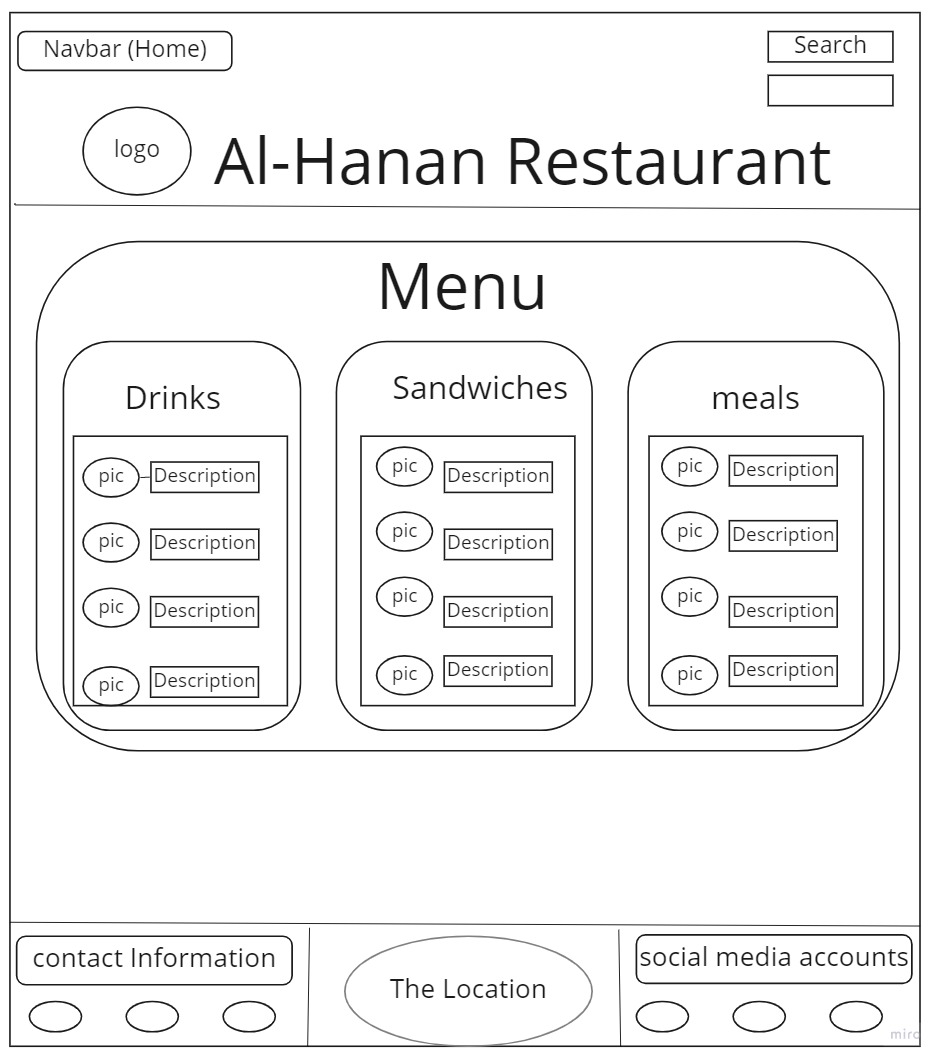 Navbar (Home)
Search
logo
Al-Hanan Restaurant
Menu
Drinks
pic
Description
pic
Description
pic
Description
pic
Description
Sandwiches
pic
Description
pic
Description
pic
Description
pic
Description
meals
pic
Description
pic
Description
pic
Description
pic
Description
contact Information
The Location
social media accounts
miro